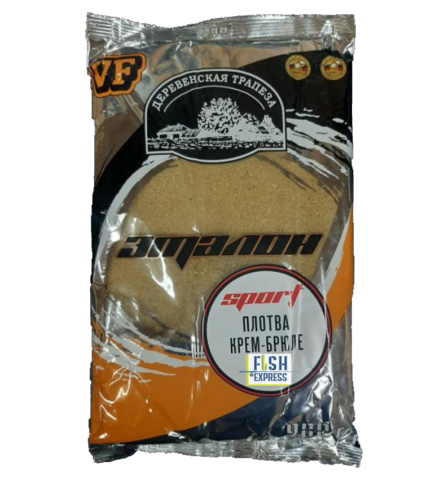 VF
ДЕРЕВЕНСКАЯ ТРАПЕЗА
ЭТАЛОН
sport
ПЛОТВА
КРЕМ-БРЮЛЕ
FISH
EXPRESS